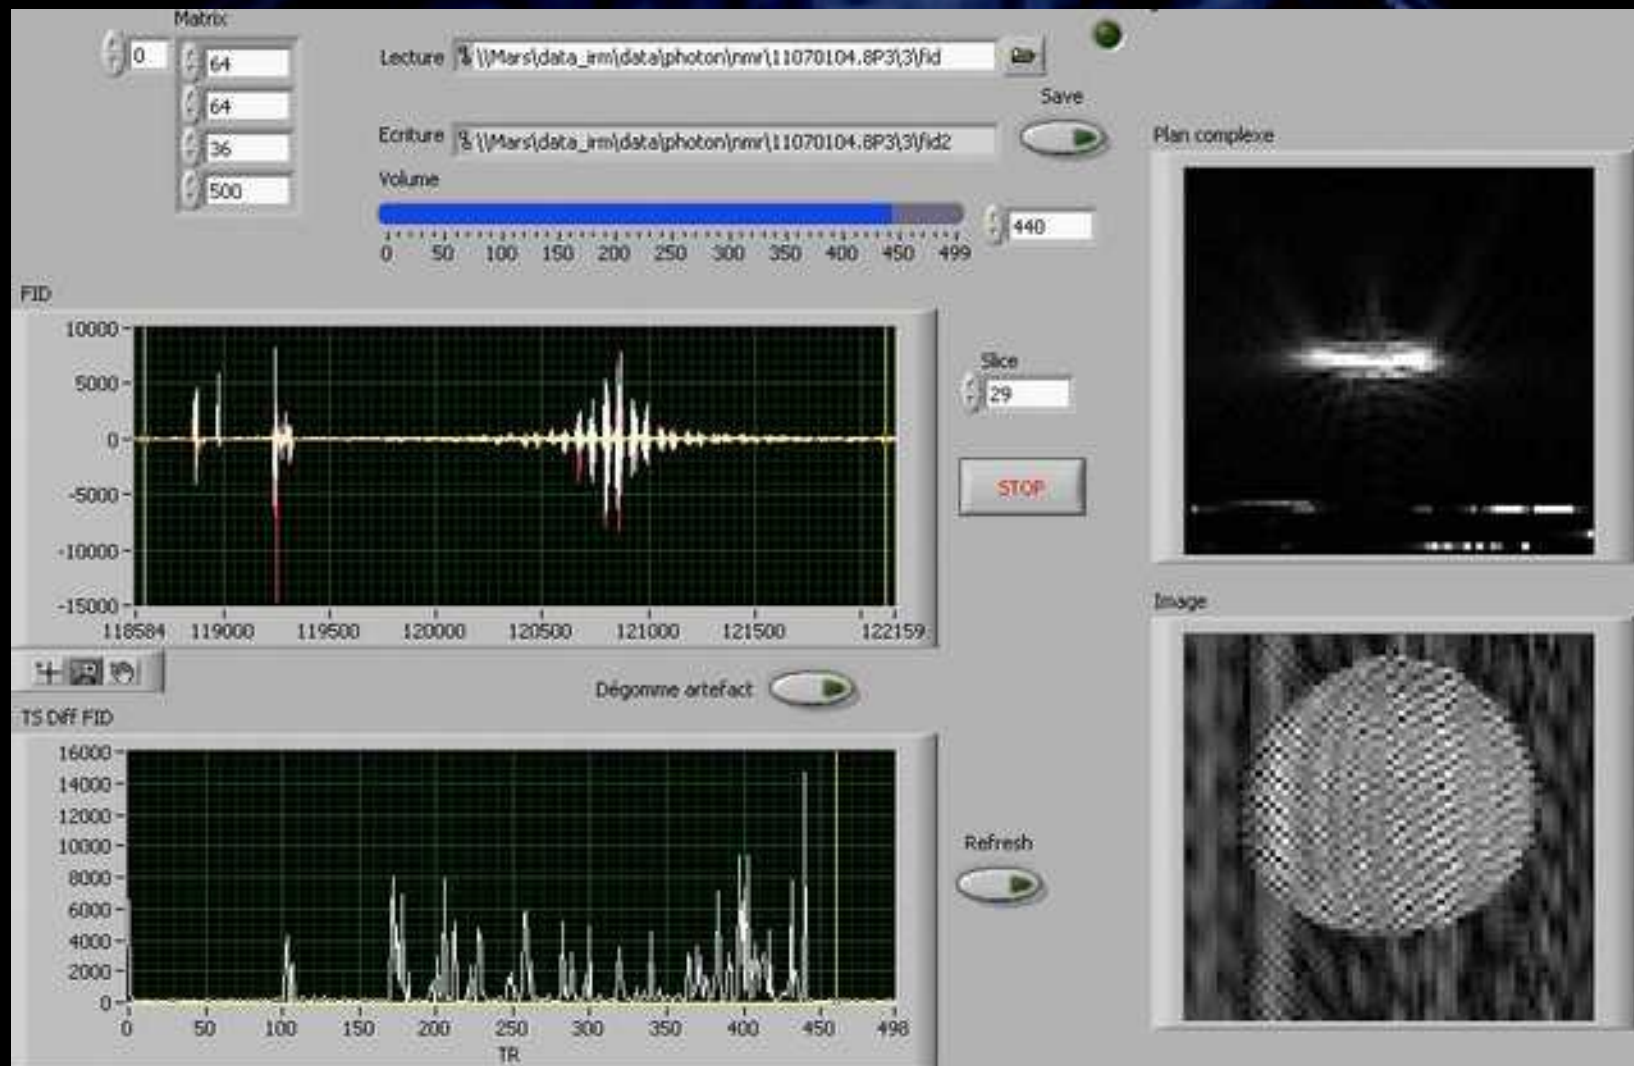 Matrix
0
64
64
36
500
Lecture \\Mars\data_irm\data\photon\nmr\11070104.8P3\3\fid
Save
Ecriture \\Mars\data_irm\data\photon\nmr\11070104.8P3\3\fid2
Volume
0 50 100 150 200 250 300 350 400 450 499
440
Plan complexe
FID
10000
5000
0
-5000
-10000
-15000
118584 119000 119500 120000 120500 121000 121500 122159
Slice
29
STOP
Image
Dégomme artefact
TS Diff FID
16000
14000
12000
10000
8000
6000
4000
2000
0
0 50 100 150 200 250 300 350 400 450 498
TR
Refresh